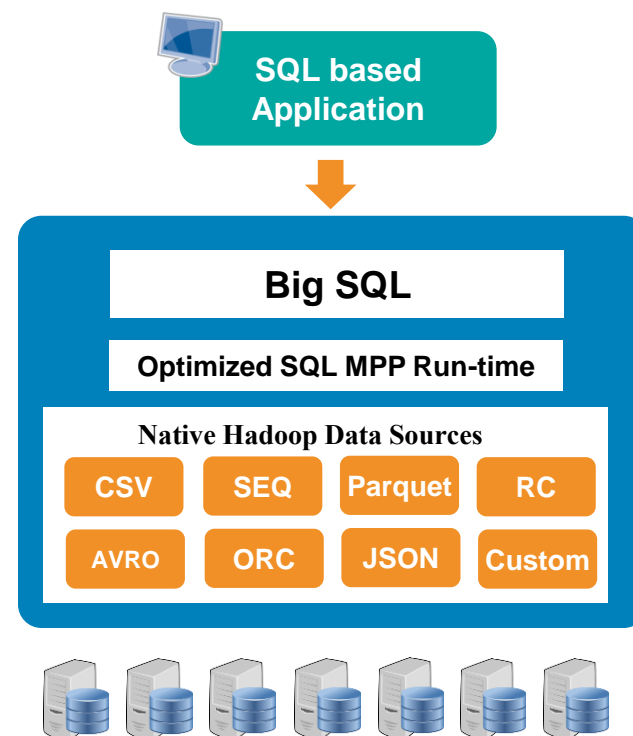 SQL based
Application
Big SQL
Optimized SQL MPP Run-time
Native Hadoop Data Sources
CSV SEQ Parquet RC
AVRO ORC JSON Custom